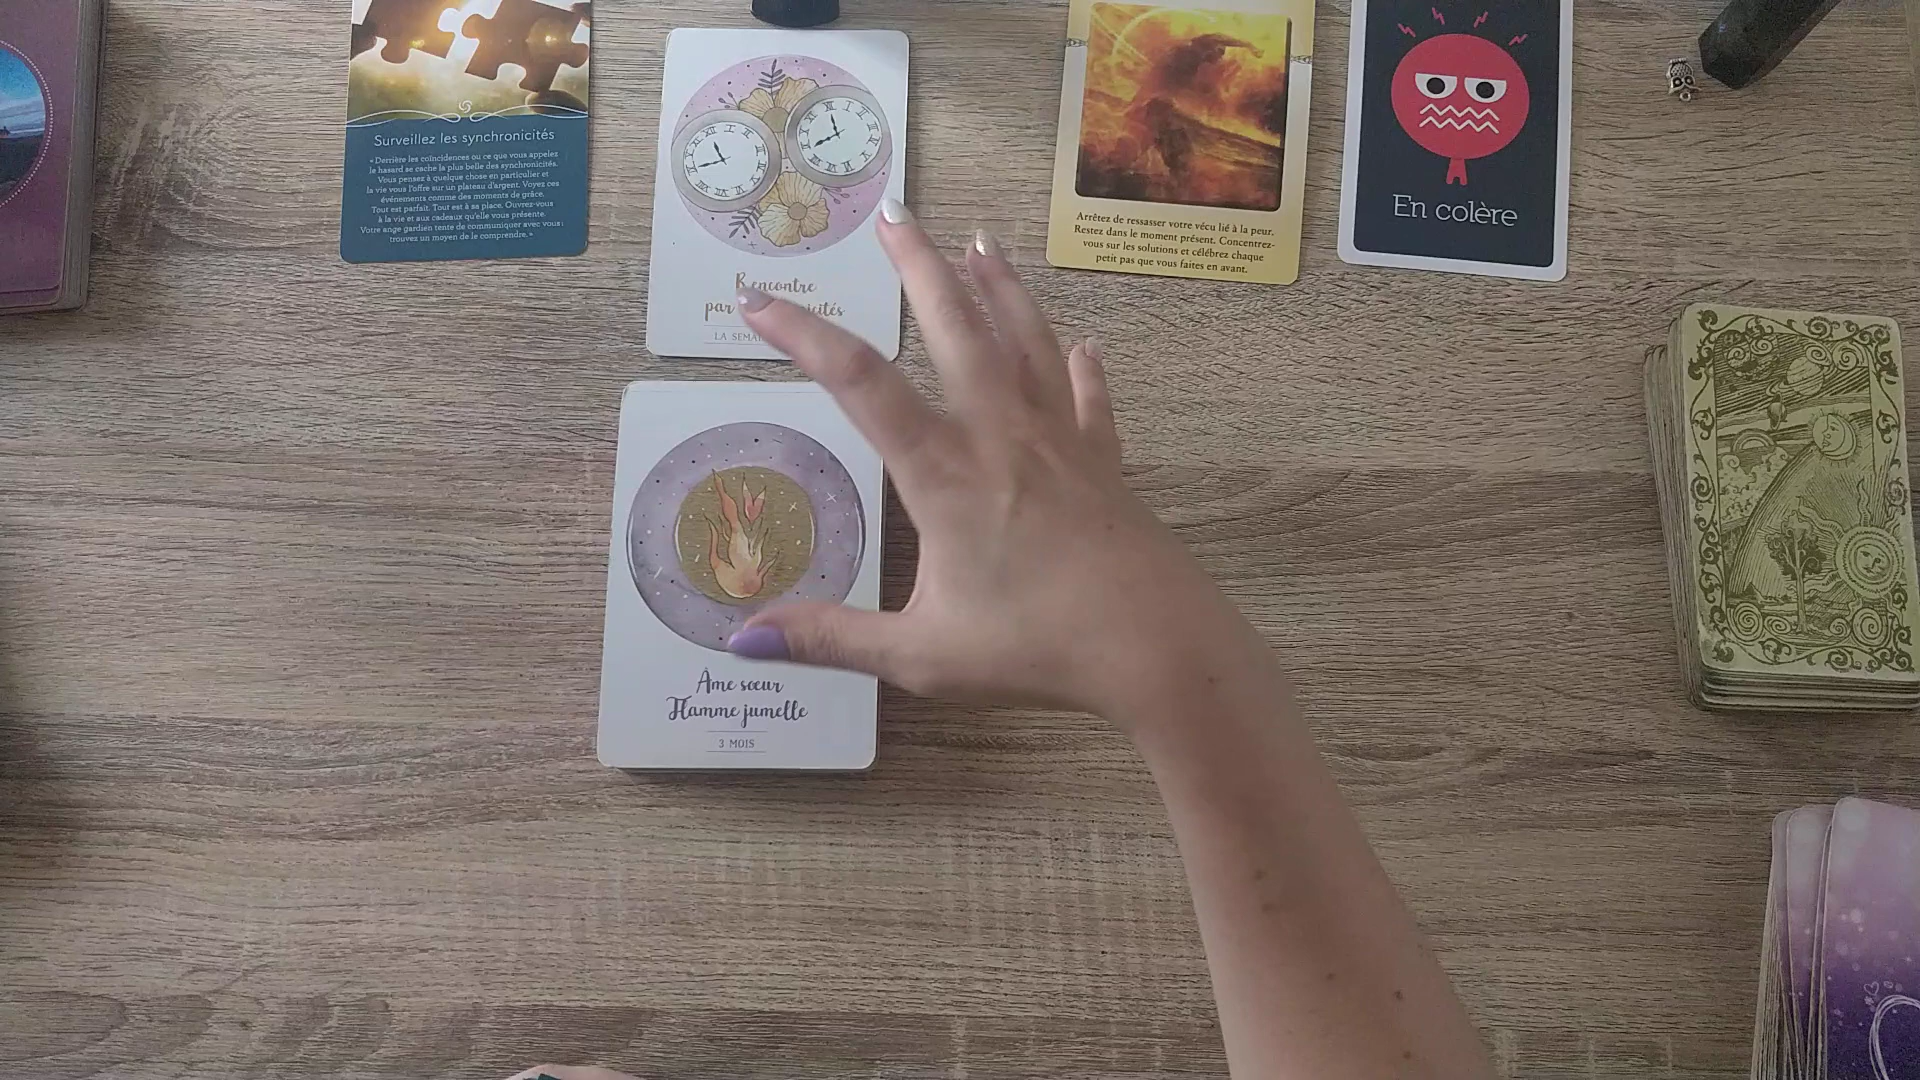 Surveillez les synchronicités
« Derrière les coïncidences ou ce que vous appelez
le hasard se cache la plus belle des synchronicités.
Vous pensez à quelque chose en particulier et
la vie vous l'offre sur un plateau d'argent. Voyez ces
événements comme des moments de grâce.
Tout est parfait. Tout est à sa place. Ouvrez-vous
à la vie et aux cadeaux qu'elle vous présente.
Votre ange gardien tente de communiquer avec vous:
trouvez un moyen de le comprendre. »
Rencontre
par
LA
Arrêtez de ressasser votre vécu lié à la peur.
Restez dans le moment présent. Concentrez-
vous sur les solutions et célébrez chaque
petit pas que vous faites en avant.
En colère
Âme sœur
Flamme jumelle
3 MOIS